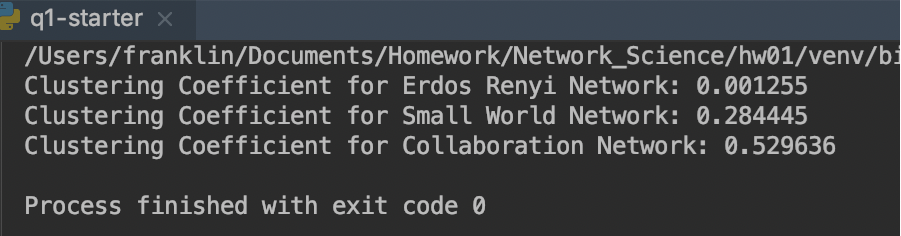 q1-starter
/Users/franklin/Documents/Homework/Network_Science/hw01/venv/bi
Clustering Coefficient for Erdos Renyi Network: 0.001255
Clustering Coefficient for Small World Network: 0.284445
Clustering Coefficient for Collaboration Network: 0.529636
Process finished with exit code 0